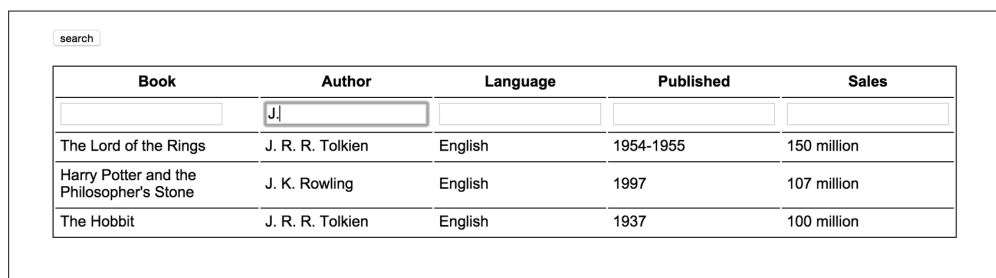 search
Book Author Language Published Sales
J.
The Lord of the Rings J. R. R. Tolkien English 1954-1955 150 million
Harry Potter and the
Philosopher's Stone J. K. Rowling English 1997 107 million
The Hobbit J. R. R. Tolkien English 1937 100 million